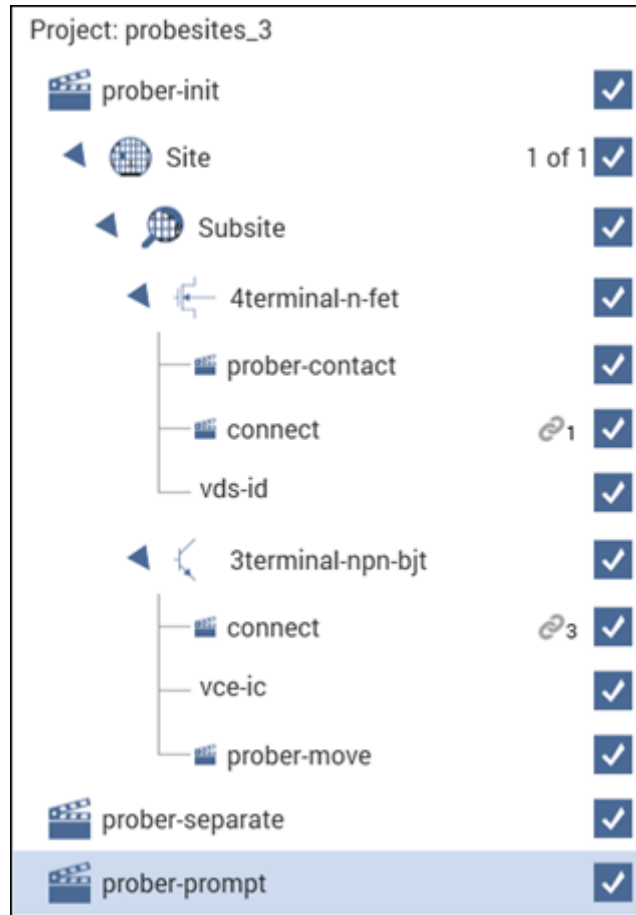 Project: probesites_3
prober-init
Site 1 of 1
Subsite
4terminal-n-fet
prober-contact
connect 1
vds-id
3terminal-npn-bjt
connect 3
vce-ic
prober-move
prober-separate
prober-prompt